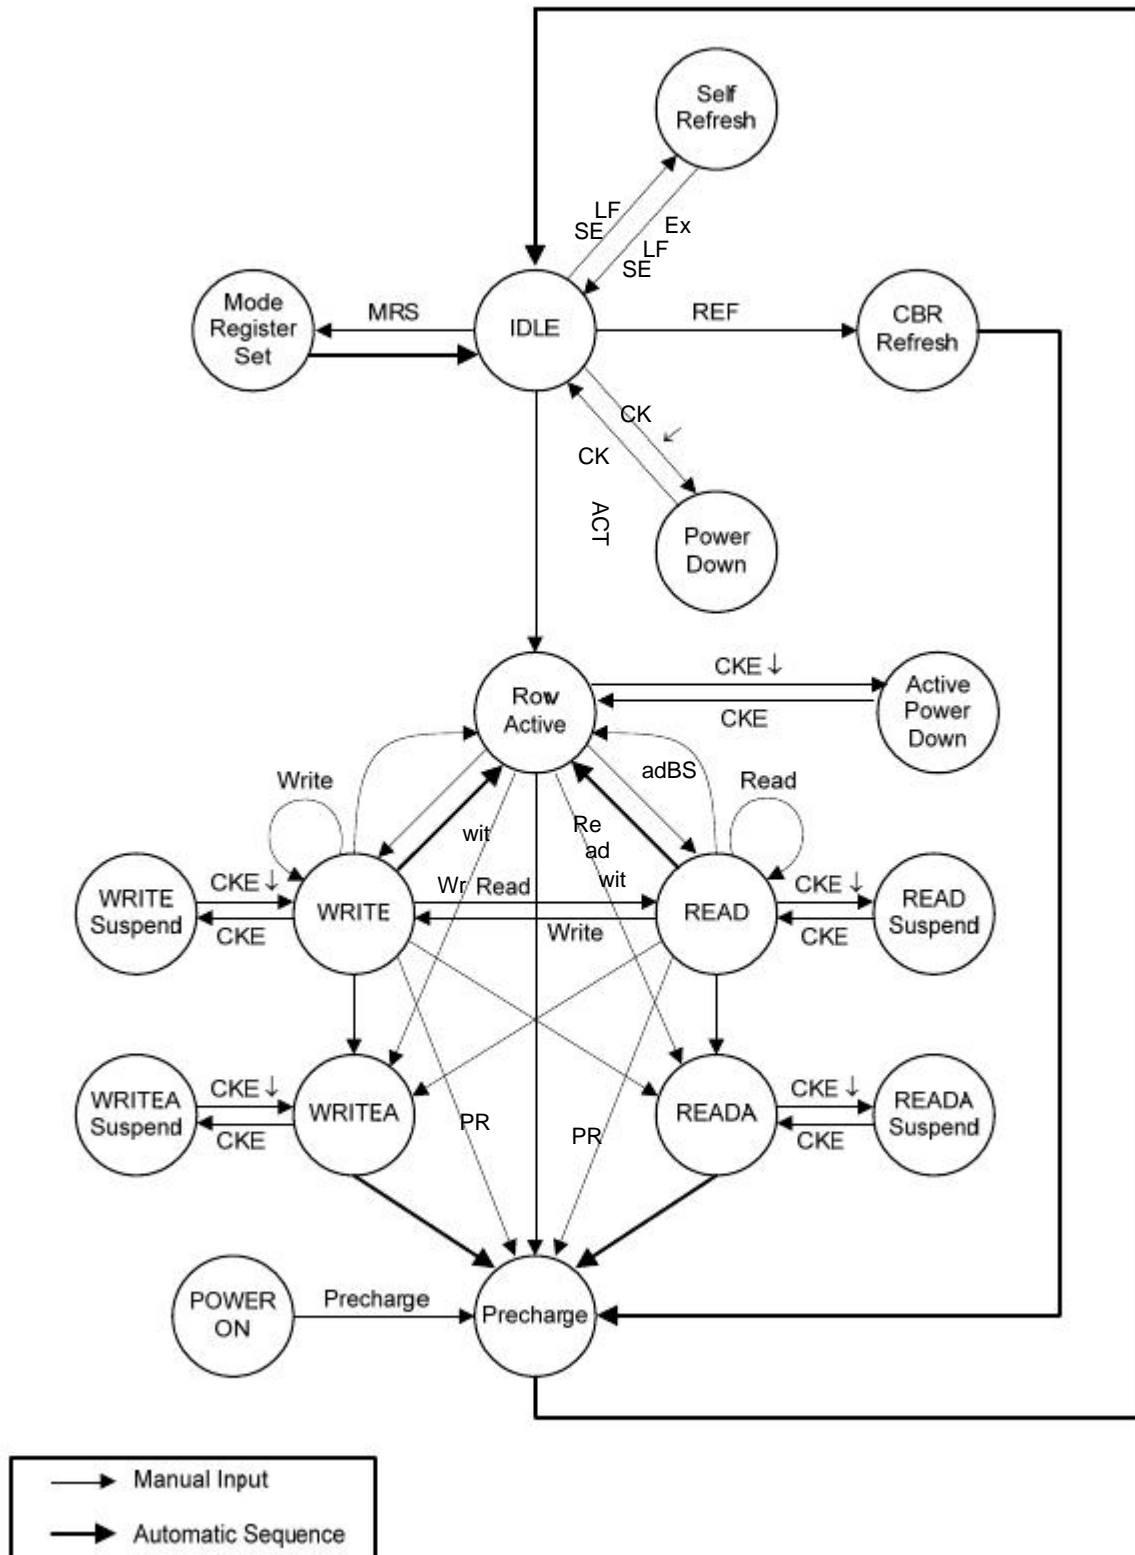 Self
Refresh
LF
SE
Ex
LF
SE
Mode
Register
Set
MRS
IDLE
REF
CBR
Refresh
CK
↙
CK
ACT
Power
Down
Row
Active
CKE ↓
CKE
Active
Power
Down
Write
adBS
Read
wit
Re
ad
wit
WRITE
Suspend
CKE ↓
CKE
WRITE
Wr
Read
Write
READ
CKE ↓
CKE
READ
Suspend
WRITEA
Suspend
CKE ↓
CKE
WRITEA
PR
PR
READA
CKE ↓
CKE
READA
Suspend
POWER
ON
Precharge
Precharge
Manual Input
Automatic Sequence